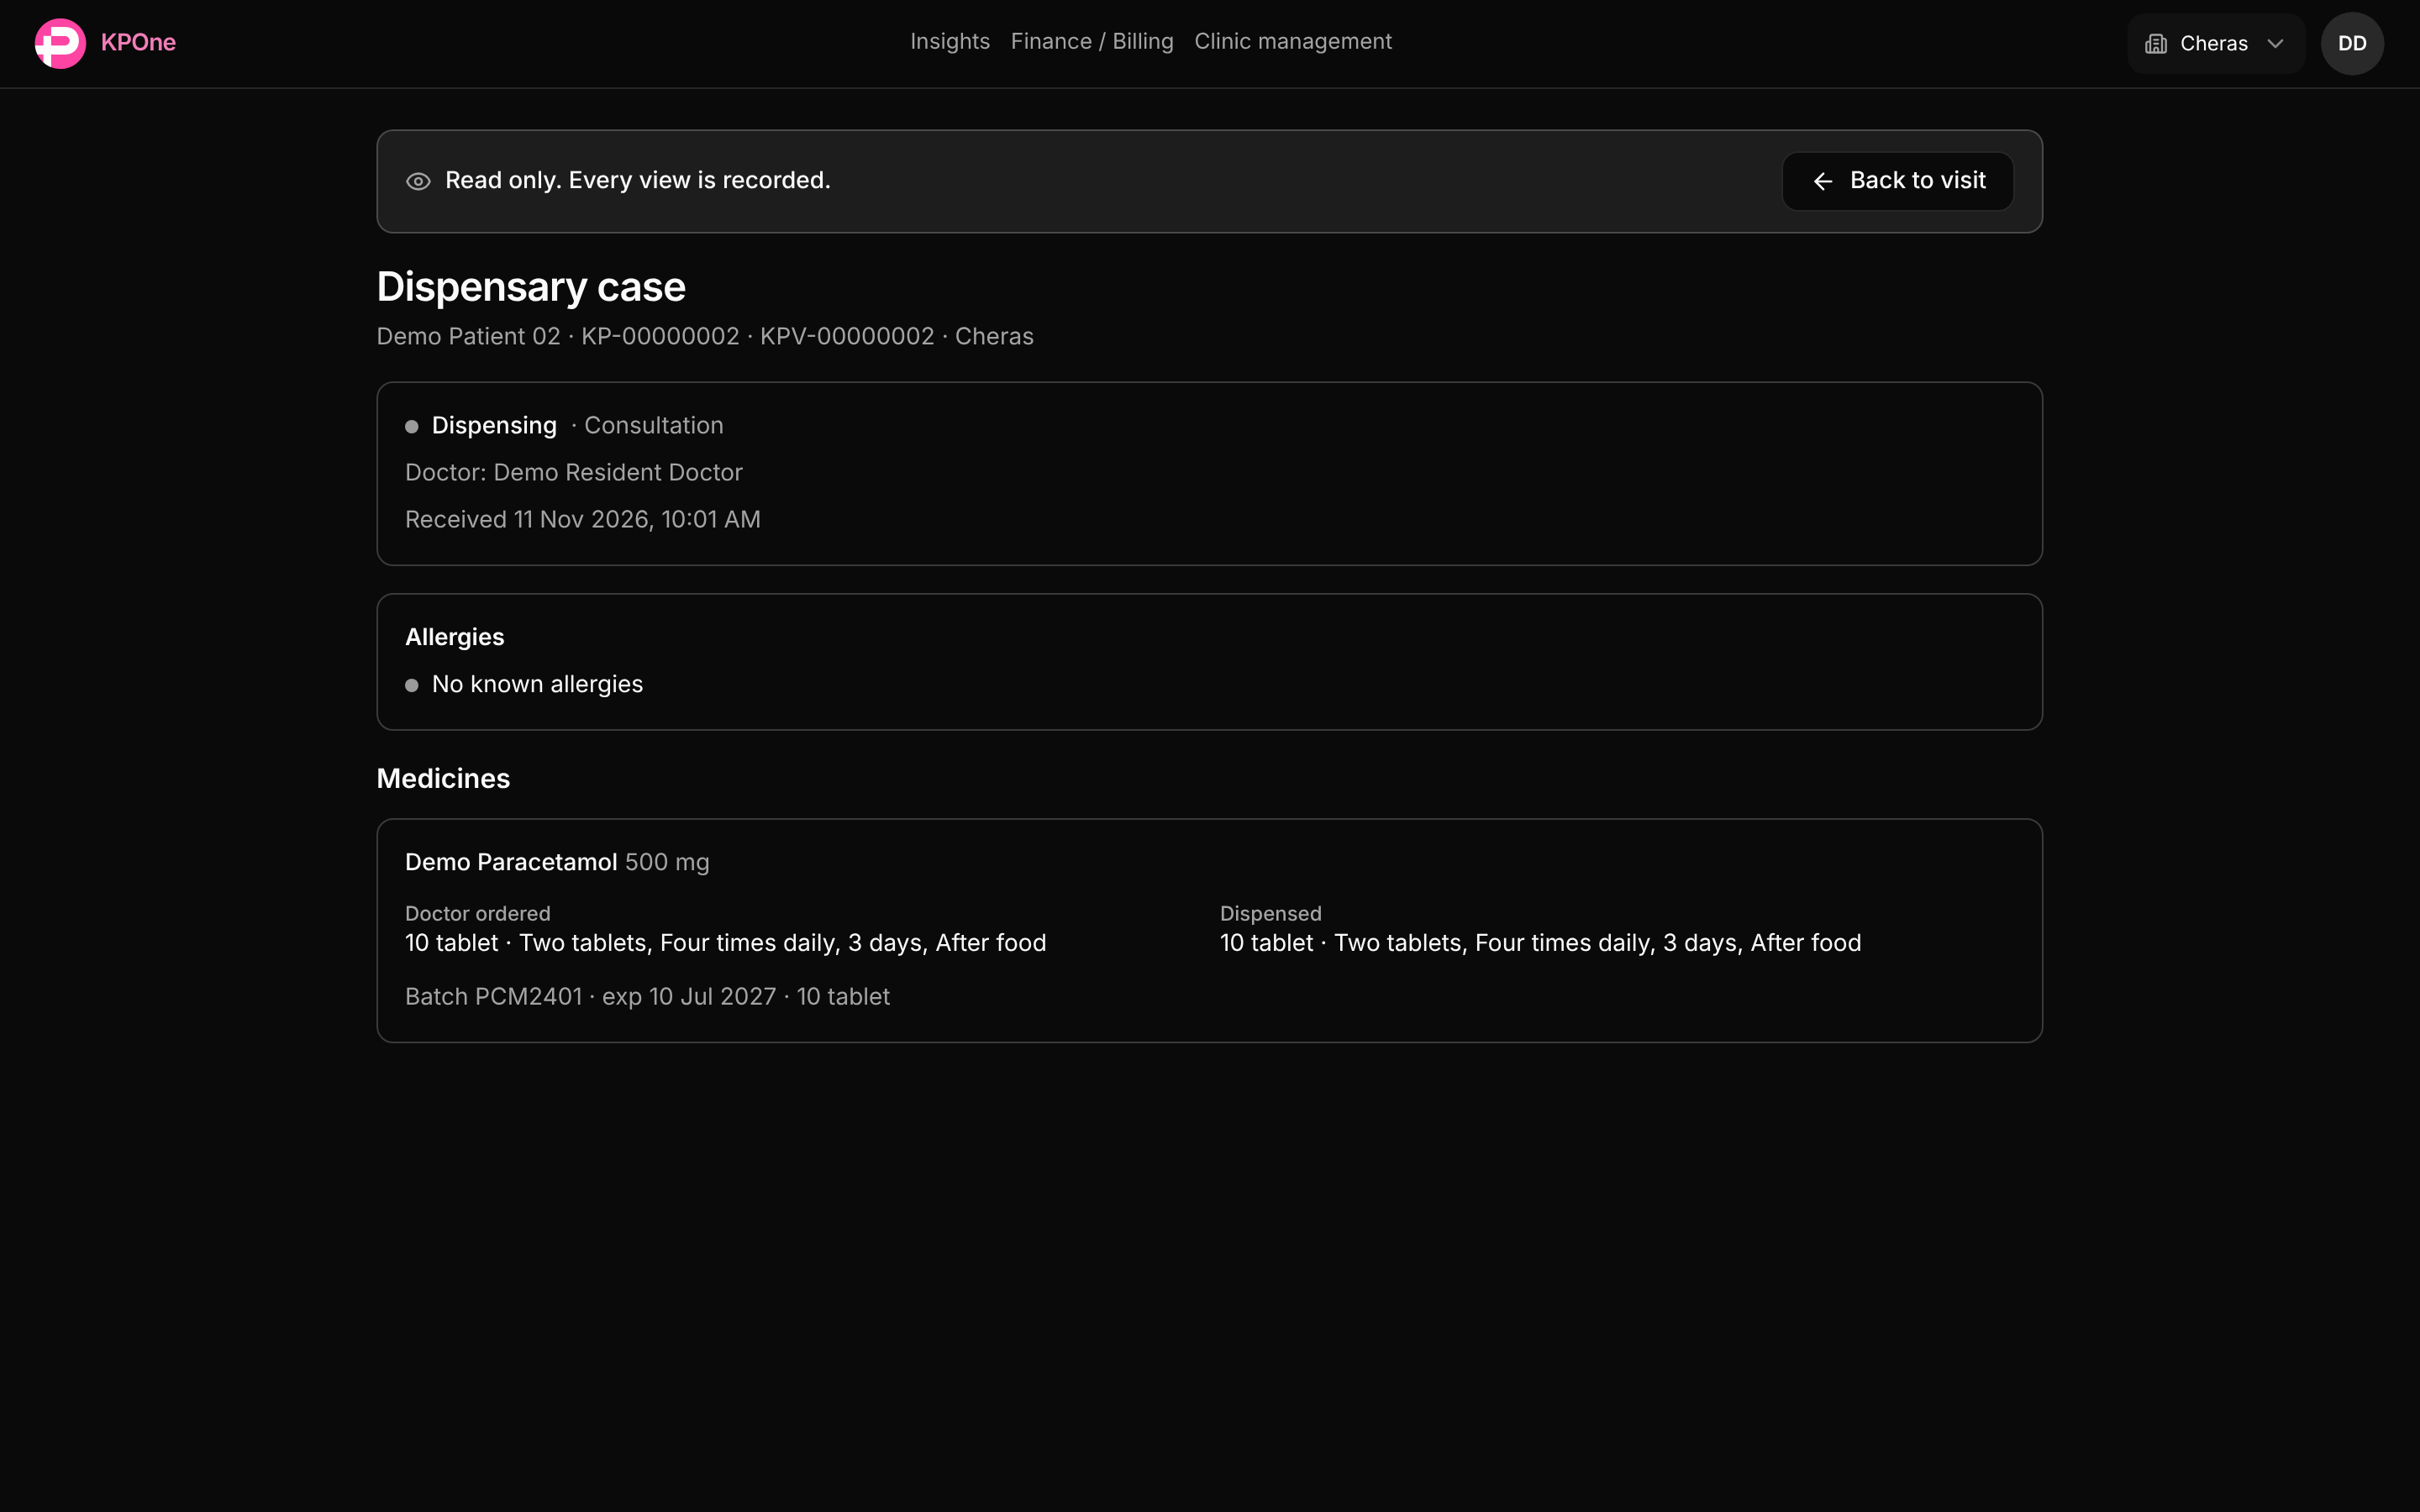 KPOne
Insights Finance / Billing Clinic management
Cheras
DD
Read only. Every view is recorded.
Back to visit
Dispensary case
Demo Patient 02 · KP-00000002 · KPV-00000002 · Cheras
Dispensing · Consultation
Doctor: Demo Resident Doctor
Received 11 Nov 2026, 10:01 AM
Allergies
No known allergies
Medicines
Demo Paracetamol 500 mg
Doctor ordered
10 tablet · Two tablets, Four times daily, 3 days, After food
Dispensed
10 tablet · Two tablets, Four times daily, 3 days, After food
Batch PCM2401 · exp 10 Jul 2027 · 10 tablet